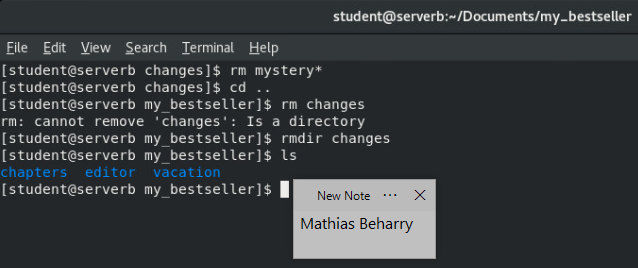 student@serverb:~/Documents/my_bestseller
File Edit View Search Terminal Help
[student@serverb changes]$ rm mystery*
[student@serverb changes]$ cd ..
[student@serverb my_bestseller]$ rm changes
rm: cannot remove 'changes': Is a directory
[student@serverb my_bestseller]$ rmdir changes
[student@serverb my_bestseller]$ ls
chapters editor vacation
[student@serverb my_bestseller]$
New Note ...
Mathias Beharry